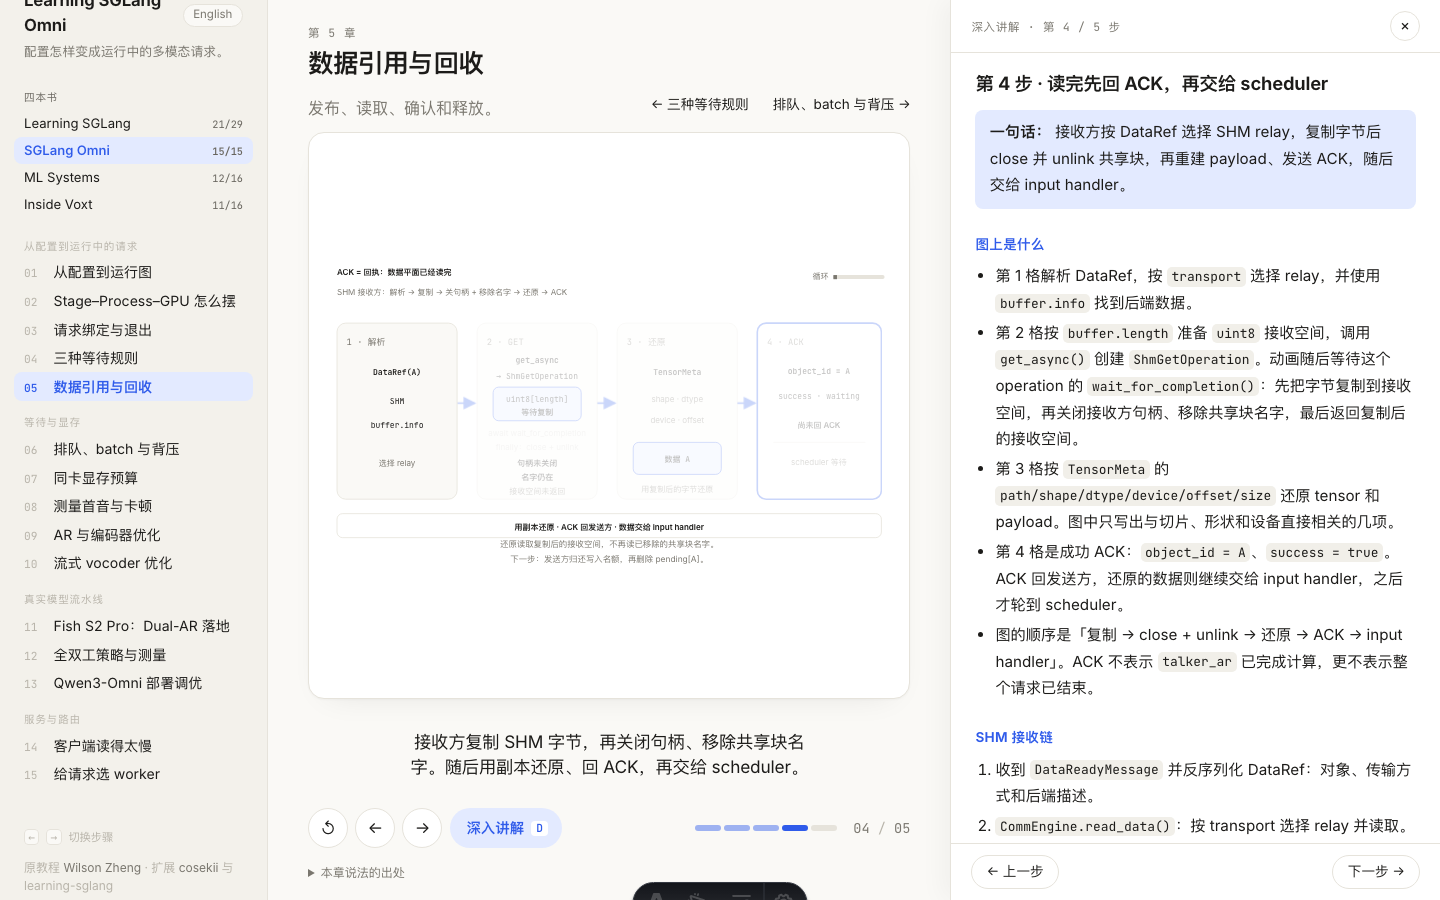 Learning SGLang
Omni
English
配置怎样变成运行中的多模态请求。
四本书
Learning SGLang 21/29
SGLang Omni 15/15
ML Systems 12/16
Inside Voxt 11/16
从配置到运行中的请求
01 从配置到运行图
02 Stage–Process–GPU 怎么摆
03 请求绑定与退出
04 三种等待规则
05 数据引用与回收
等待与显存
06 排队、batch 与背压
07 同卡显存预算
08 测量首音与卡顿
09 AR 与编码器优化
10 流式 vocoder 优化
真实模型流水线
11 Fish S2 Pro：Dual-AR 落地
12 全双工策略与测量
13 Qwen3-Omni 部署调优
服务与路由
14 客户端读得太慢
15 给请求选 worker
← → 切换步骤
原教程 Wilson Zheng · 扩展 cosekii 与
learning-sglang
第 5 章
数据引用与回收
发布、读取、确认和释放。
← 三种等待规则 排队、batch 与背压 →
ACK = 回执：数据平面已经读完
SHM 接收方：解析 → 复制 → 关句柄 + 移除名字 → 还原 → ACK
循环
1 · 解析
DataRef(A)
SHM
buffer.info
选择 relay
2 · GET
get_async
→ ShmGetOperation
uint8[length]
等待复制
句柄未关闭
名字仍在
接收空间未返回
3 · 还原
TensorMeta
shape · dtype
device · offset
数据 A
用复制后的字节还原
4 · ACK
object_id = A
success · waiting
尚未回 ACK
scheduler 等待
用副本还原 · ACK 回发送方 · 数据交给 input handler
还原读取复制后的接收空间，不再读已移除的共享块名字。
下一步：发送方归还写入名额，再删除 pending[A]。
接收方复制 SHM 字节，再关闭句柄、移除共享块名
字。随后用副本还原、回 ACK，再交给 scheduler。
深入讲解 D
04 / 05
▶ 本章说法的出处
深入讲解 · 第 4 / 5 步
×
第 4 步 · 读完先回 ACK，再交给 scheduler
一句话： 接收方按 DataRef 选择 SHM relay，复制字节后
close 并 unlink 共享块，再重建 payload、发送 ACK，随后
交给 input handler。
图上是什么
• 第 1 格解析 DataRef，按 transport 选择 relay，并使用
buffer.info 找到后端数据。
• 第 2 格按 buffer.length 准备 uint8 接收空间，调用
get_async() 创建 ShmGetOperation。动画随后等待这个
operation 的 wait_for_completion()：先把字节复制到接收
空间，再关闭接收方句柄、移除共享块名字，最后返回复制后
的接收空间。
• 第 3 格按 TensorMeta 的
path/shape/dtype/device/offset/size 还原 tensor 和
payload。图中只写出与切片、形状和设备直接相关的几项。
• 第 4 格是成功 ACK：object_id = A、success = true。
ACK 回发送方，还原的数据则继续交给 input handler，之后
才轮到 scheduler。
• 图的顺序是「复制 → close + unlink → 还原 → ACK → input
handler」。ACK 不表示 talker_ar 已完成计算，更不表示整
个请求已结束。
SHM 接收链
1. 收到 DataReadyMessage 并反序列化 DataRef：对象、传输方
式和后端描述。
2. CommEngine.read_data()：按 transport 选择 relay 并读取。
← 上一步
下一步 →